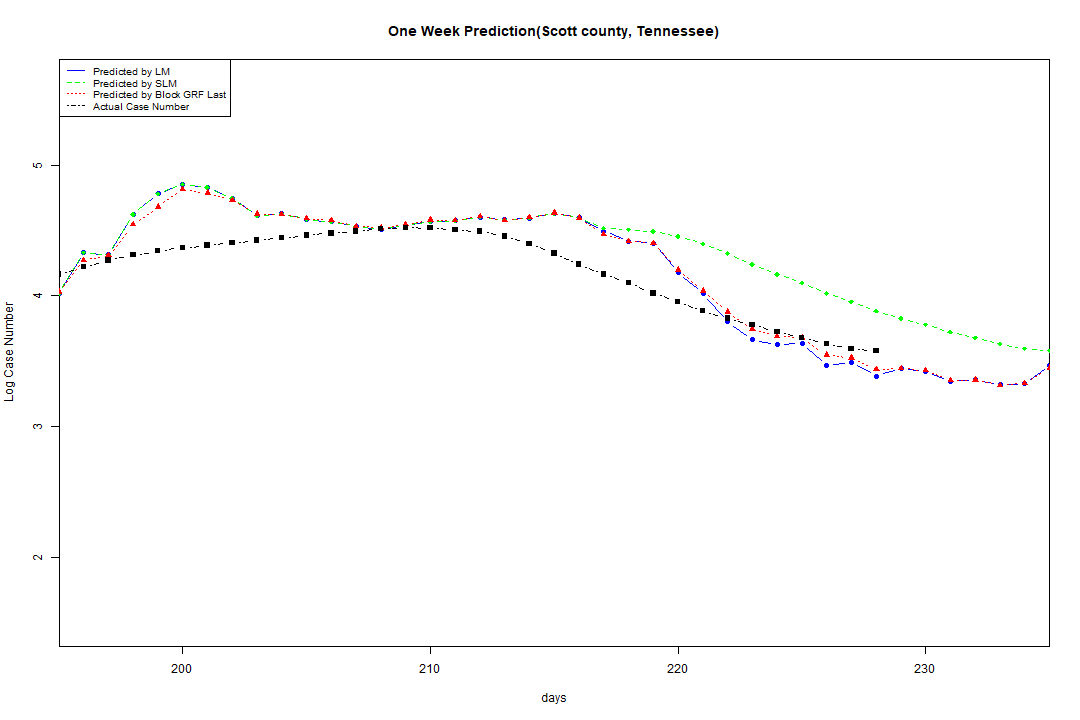 One Week Prediction(Scott county, Tennessee)
Predicted by LM
Predicted by SLM
Predicted by Block GRF Last
Actual Case Number
5
4
3
2
Log Case Number
200 210 220 230
days